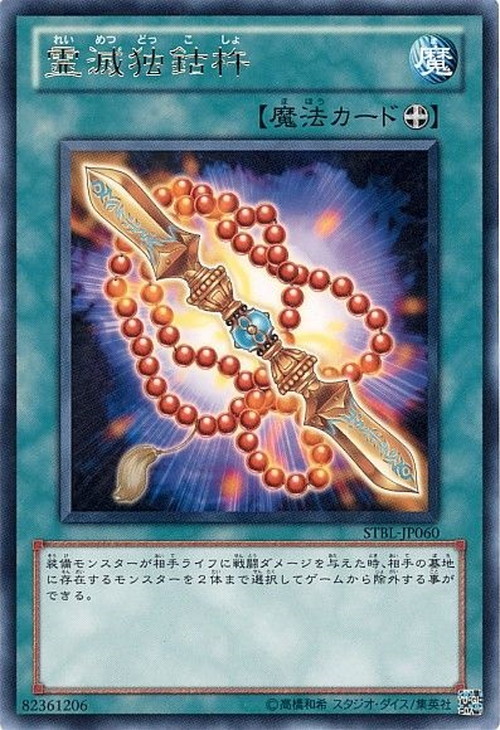 霊滅独鈷杵
れい めつ どっ こ しょ
魔
【魔法カード】
まほう
STBL-JP060
装備モンスターが相手ライフに戦闘ダメージを与えた時、相手の墓地
に存在するモンスターを2体まで選択してゲームから除外する事が
できる。
82361206
©高橋和希 スタジオ・ダイス/集英社